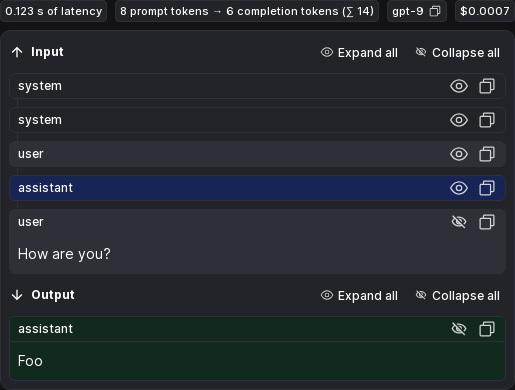 0.123 s of latency 8 prompt tokens → 6 completion tokens (∑ 14) gpt-9 $0.0007
Input Expand all Collapse all
system
system
user
assistant
user
How are you?
Output Expand all Collapse all
assistant
Foo